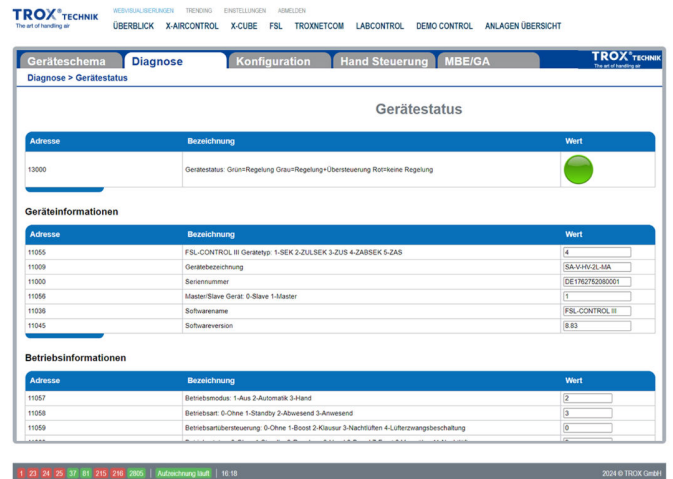 TROX® TECHNIK
The art of handling air
WEBVISUALISIERUNGEN TRENDING EINSTELLUNGEN ABMELDEN
ÜBERBLICK X-AIRCONTROL X-CUBE FSL TROXNETCOM LABCONTROL DEMO CONTROL ANLAGEN ÜBERSICHT
Geräteschema Diagnose Konfiguration Hand Steuerung MBE/GA
TROX® TECHNIK
The art of handling air
Diagnose > Gerätestatus
Gerätestatus
Adresse Bezeichnung Wert
13000 Gerätestatus: Grün=Regelung Grau=Regelung+Übersteuerung Rot=keine Regelung
Geräteinformationen
Adresse Bezeichnung Wert
11055 FSL-CONTROL III Gerätetyp: 1-SEK 2-ZULSEK 3-ZUS 4-ZABSEK 5-ZAS 4
11009 Gerätebezeichnung SA-V-HV-2L-MA
11000 Seriennummer DE1762752080001
11056 Master/Slave Gerät: 0-Slave 1-Master 1
11036 Softwarename FSL-CONTROL III
11045 Softwareversion 8.83
Betriebsinformationen
Adresse Bezeichnung Wert
11057 Betriebsmodus: 1-Aus 2-Automatik 3-Hand 2
11058 Betriebsart: 0-Ohne 1-Standby 2-Abwesend 3-Anwesend 3
11059 Betriebsartübersteuerung: 0-Ohne 1-Boost 2-Klausur 3-Nachtlüften 4-Lüfterzwangsbeschaltung 0
1 23 24 25 37 81 215 216 2805 Aufzeichnung läuft 16:18
2024 © TROX GmbH